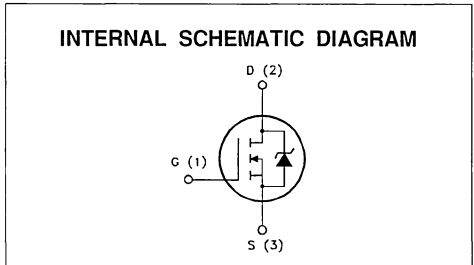 INTERNAL SCHEMATIC DIAGRAM
D (2)
G (1)
S (3)